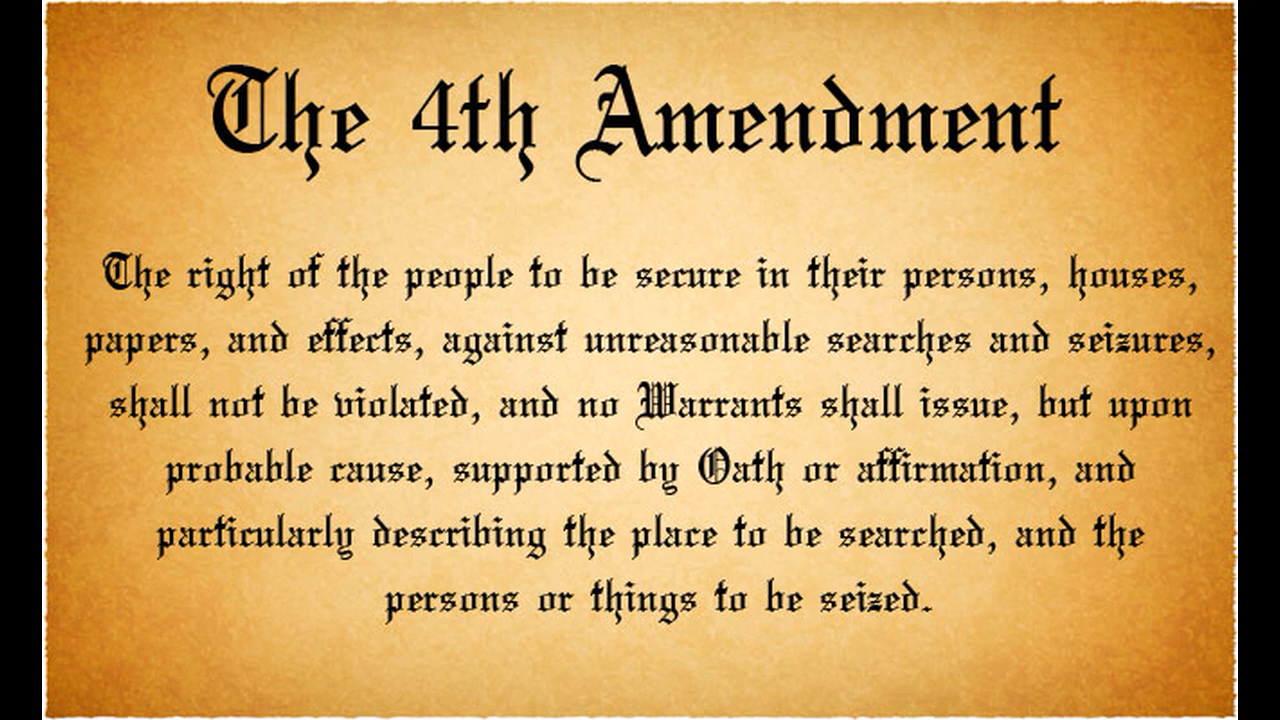 The 4th Amendment
The right of the people to be secure in their persons, houses,
papers, and effects, against unreasonable searches and seizures,
shall not be violated, and no Warrants shall issue, but upon
probable cause, supported by Oath or affirmation, and
particularly describing the place to be searched, and the
persons or things to be seized.